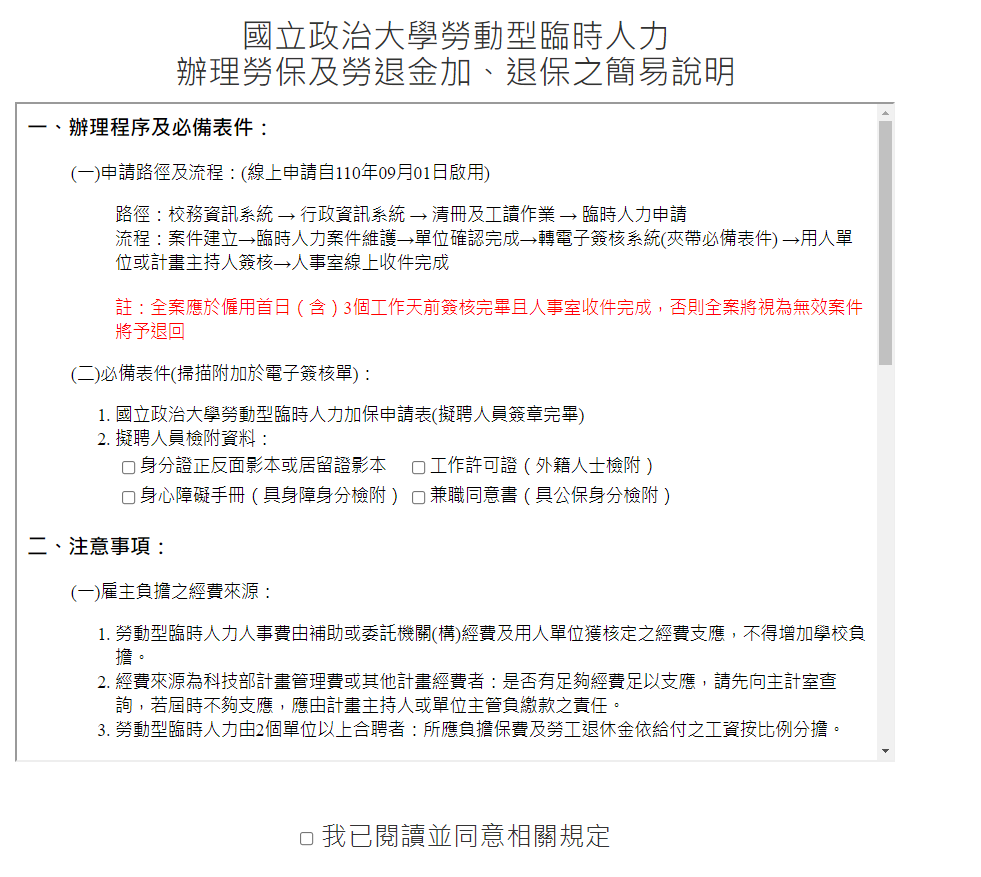 國立政治大學勞動型臨時人力
辦理勞保及勞退金加、退保之簡易說明
一、辦理程序及必備表件：
(一)申請路徑及流程：(線上申請自110年09月01日啟用)
路徑：校務資訊系統 → 行政資訊系統 → 清冊及工讀作業 → 臨時人力申請
流程：案件建立→臨時人力案件維護→單位確認完成→轉電子簽核系統(夾帶必備表件) →用人單
位或計畫主持人簽核→人事室線上收件完成
註：全案應於僱用首日（含）3個工作天前簽核完畢且人事室收件完成，否則全案將視為無效案件
將予退回
(二)必備表件(掃描附加於電子簽核單)：
1. 國立政治大學勞動型臨時人力加保申請表(擬聘人員簽章完畢)
2. 擬聘人員檢附資料：
身分證正反面影本或居留證影本 工作許可證（外籍人士檢附）
身心障礙手冊（具身障身分檢附） 兼職同意書（具公保身分檢附）
二、注意事項：
(一)雇主負擔之經費來源：
1. 勞動型臨時人力人事費由補助或委託機關(構)經費及用人單位獲核定之經費支應，不得增加學校負
擔。
2. 經費來源為科技部計畫管理費或其他計畫經費者：是否有足夠經費足以支應，請先向主計室查
詢，若屆時不夠支應，應由計畫主持人或單位主管負繳款之責任。
3. 勞動型臨時人力由2個單位以上合聘者：所應負擔保費及勞工退休金依給付之工資按比例分擔。
我已閱讀並同意相關規定